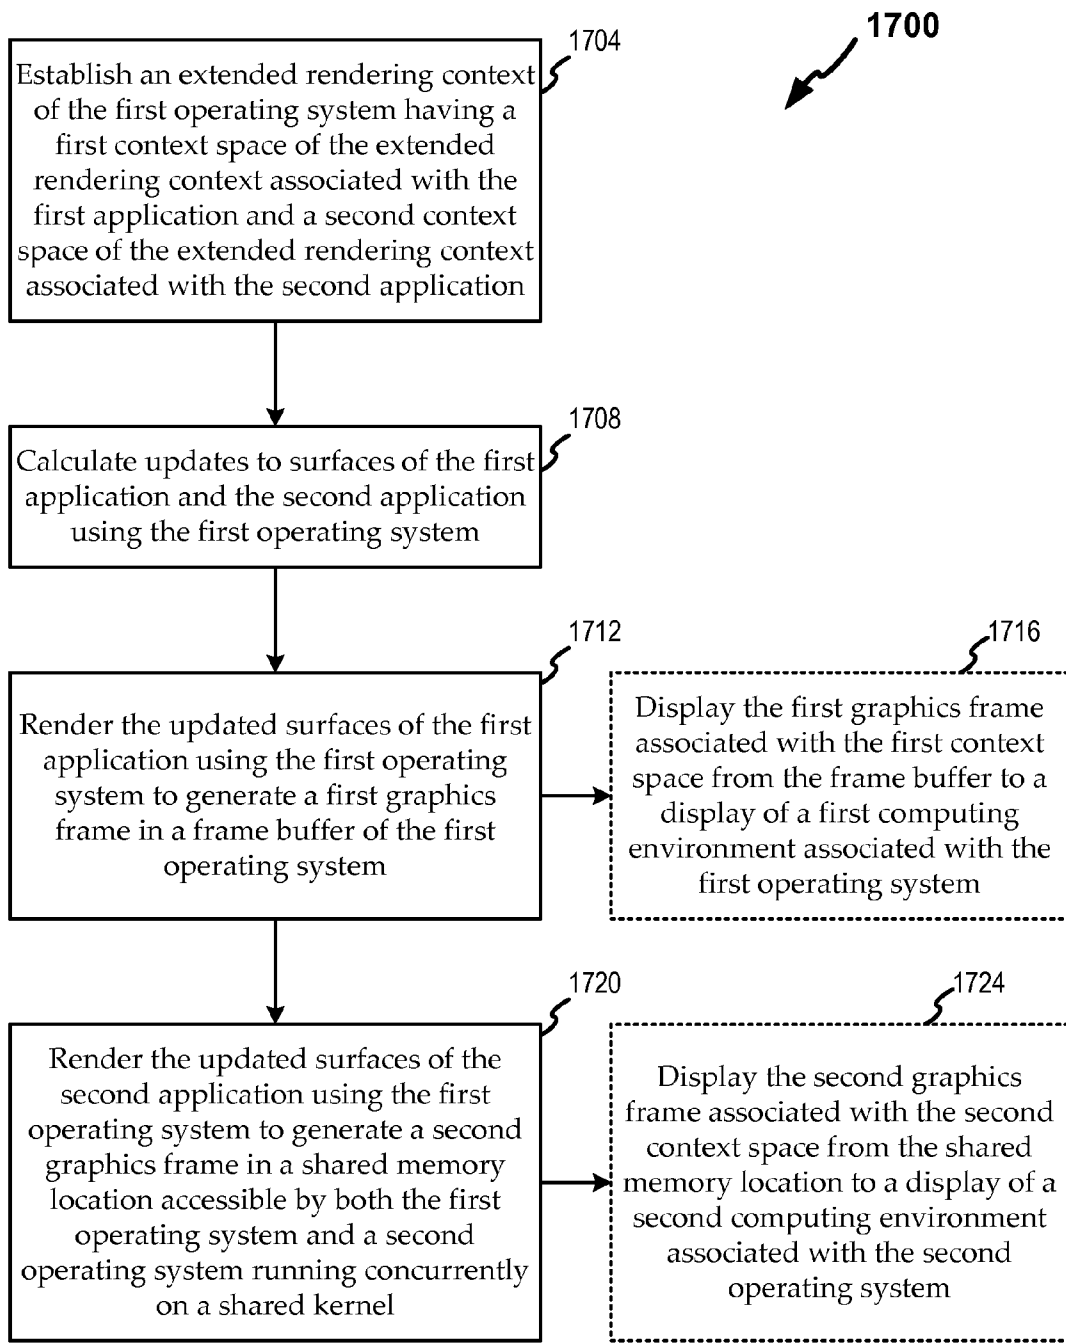 1700
1704
Establish an extended rendering context
of the first operating system having a
first context space of the extended
rendering context associated with the
first application and a second context
space of the extended rendering context
associated with the second application
1708
Calculate updates to surfaces of the first
application and the second application
using the first operating system
1712
Render the updated surfaces of the first
application using the first operating
system to generate a first graphics
frame in a frame buffer of the first
operating system
1716
Display the first graphics frame
associated with the first context
space from the frame buffer to a
display of a first computing
environment associated with the
first operating system
1720
Render the updated surfaces of the
second application using the first
operating system to generate a second
graphics frame in a shared memory
location accessible by both the first
operating system and a second
operating system running concurrently
on a shared kernel
1724
Display the second graphics
frame associated with the second
context space from the shared
memory location to a display of a
second computing environment
associated with the second
operating system